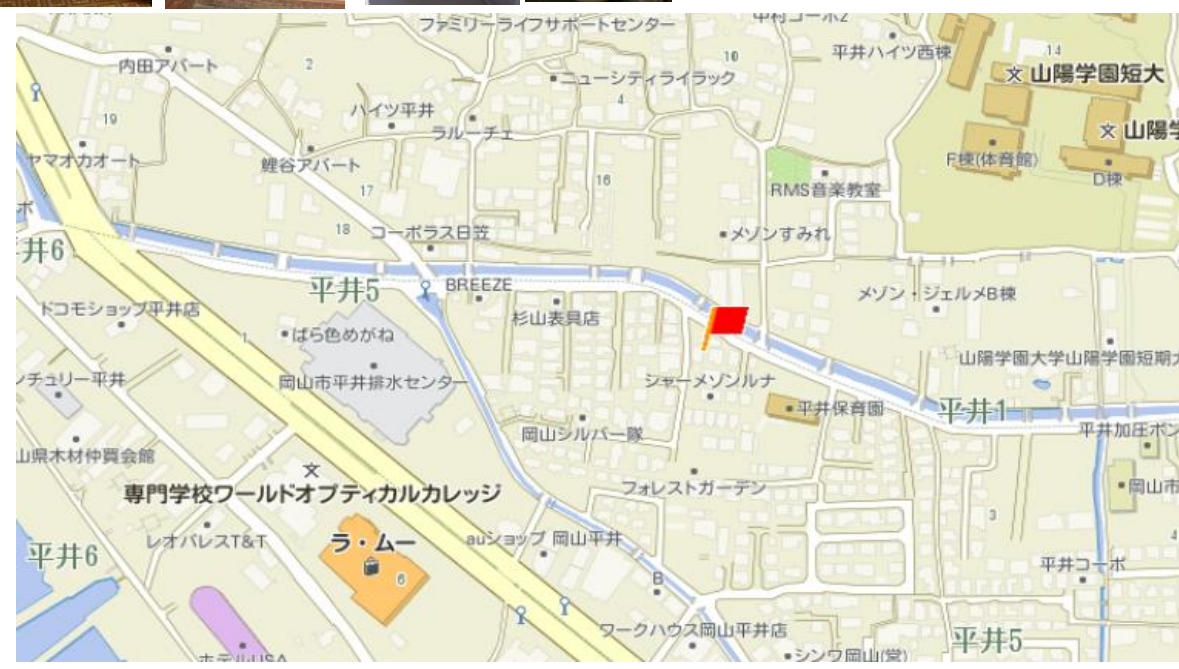 ファミリーライフサポートセンター
中村コーポ2
内田アパート
2
ニューシティライラック
10
平井ハイツ西棟
14
山陽学園短大
4
ハイツ平井
ラルーチェ
19
ヤマオカオート
鯉谷アパート
17
16
RMS音楽教室
F棟(体育館)
D棟
山陽学
18
コーポラス日笠
メゾンすみれ
平井6
平井5
BREEZE
メゾン・ジェルメB棟
ドコモショップ平井店
1
ばら色めがね
杉山表具店
岡山市平井排水センター
シャーメゾンルナ
山陽学園大学山陽学園短期大
ンチュリー平井
平井保育園
平井1
平井加圧ポン
山県木材仲買会館
岡山シルバー隊
専門学校ワールドオプティカルカレッジ
フォレストガーデン
岡山市
3
レオパレスT&T
ラ・ムー
auショップ 岡山平井
4
平井6
6
B
平井コーポ
ワークハウス岡山平井店
平井5
ホテルUSA
シンワ岡山(営)